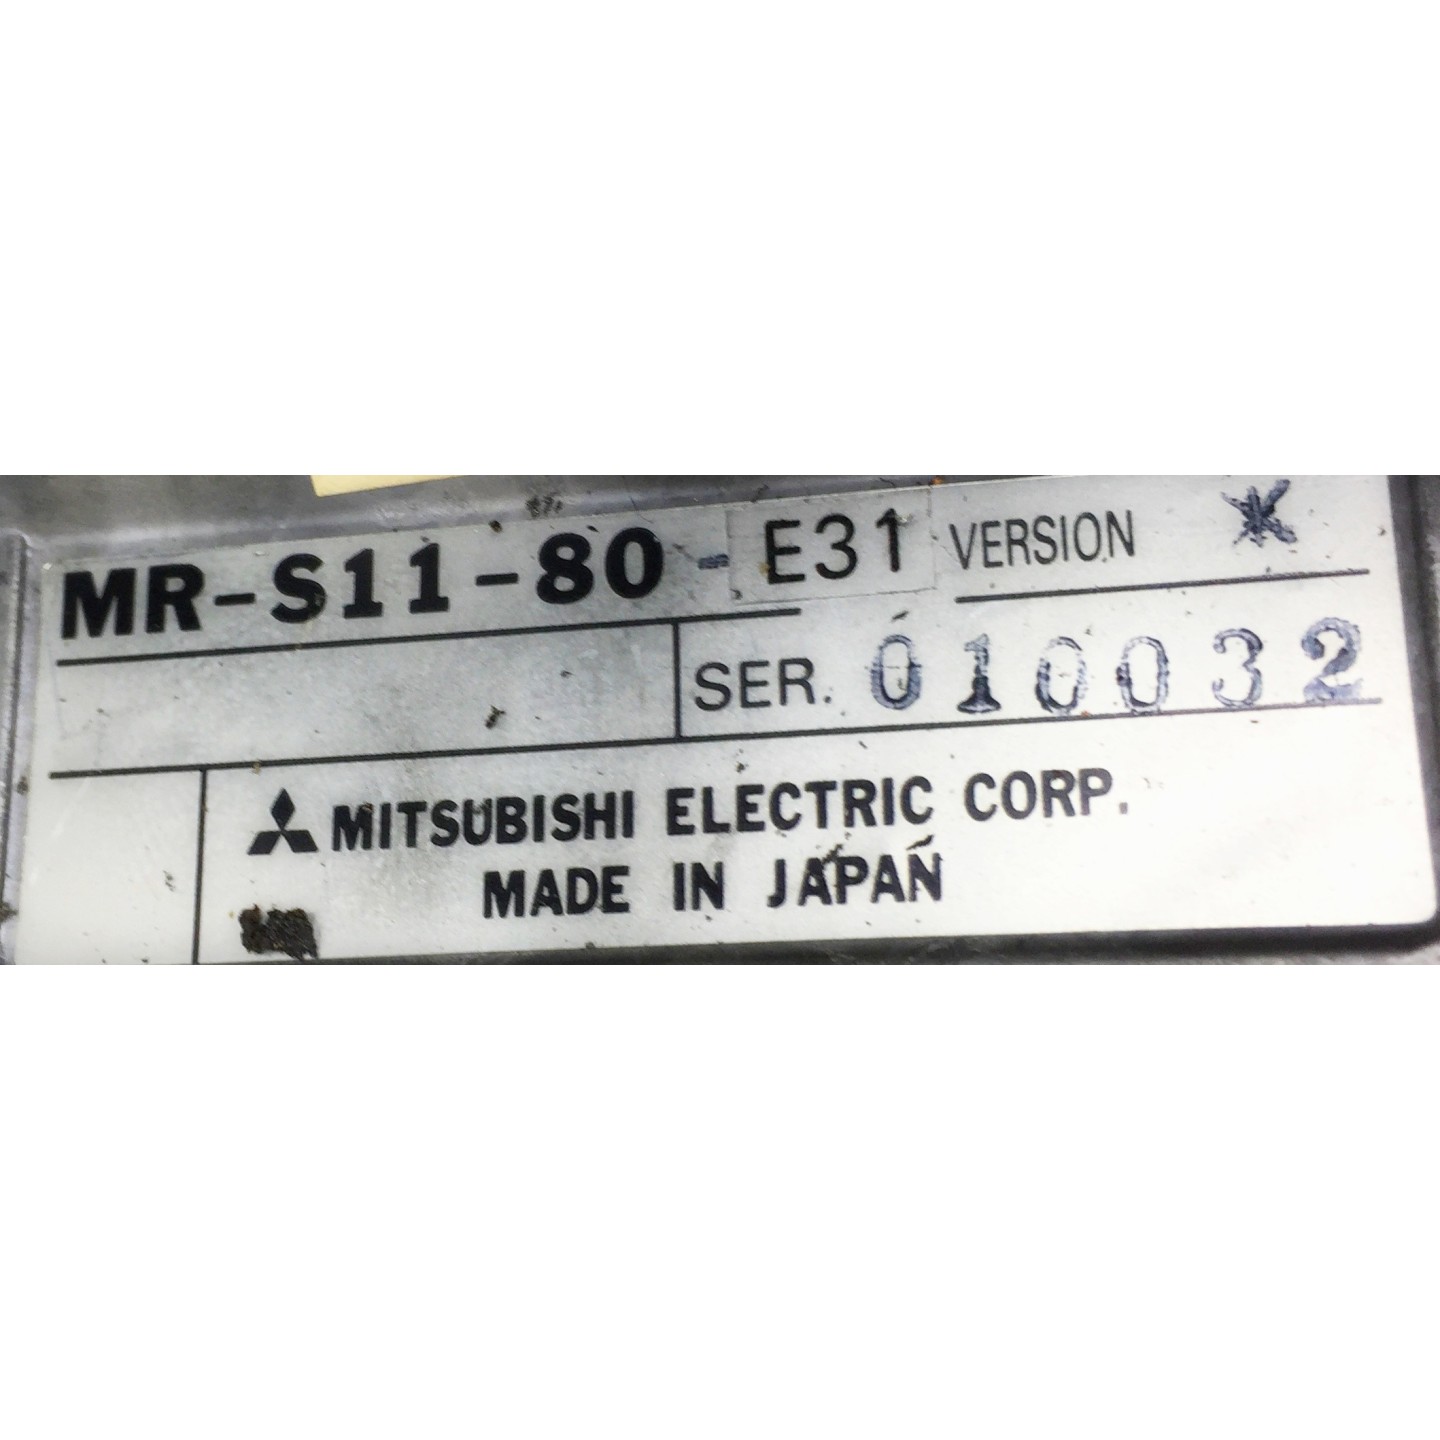 MR-S11-80-E31 VERSION *
SER. 010032
MITSUBISHI ELECTRIC CORP.
MADE IN JAPAN